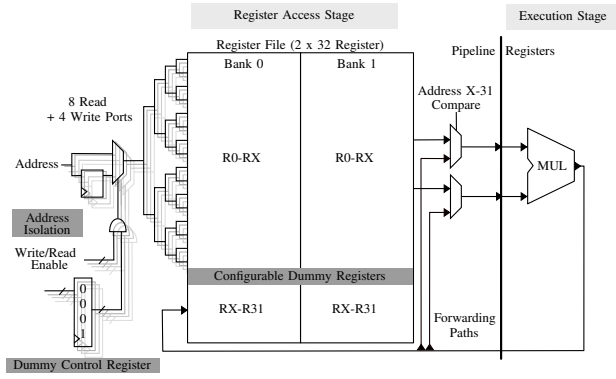 Register Access Stage
Execution Stage
Register File (2 x 32 Register)
Pipeline
Registers
Bank 0
Bank 1
8 Read
+ 4 Write Ports
Address X-31
Compare
Address
R0-RX
R0-RX
MUL
Address
Isolation
Write/Read
Enable
Configurable Dummy Registers
0
0
0
1
RX-R31
RX-R31
Forwarding
Paths
Dummy Control Register